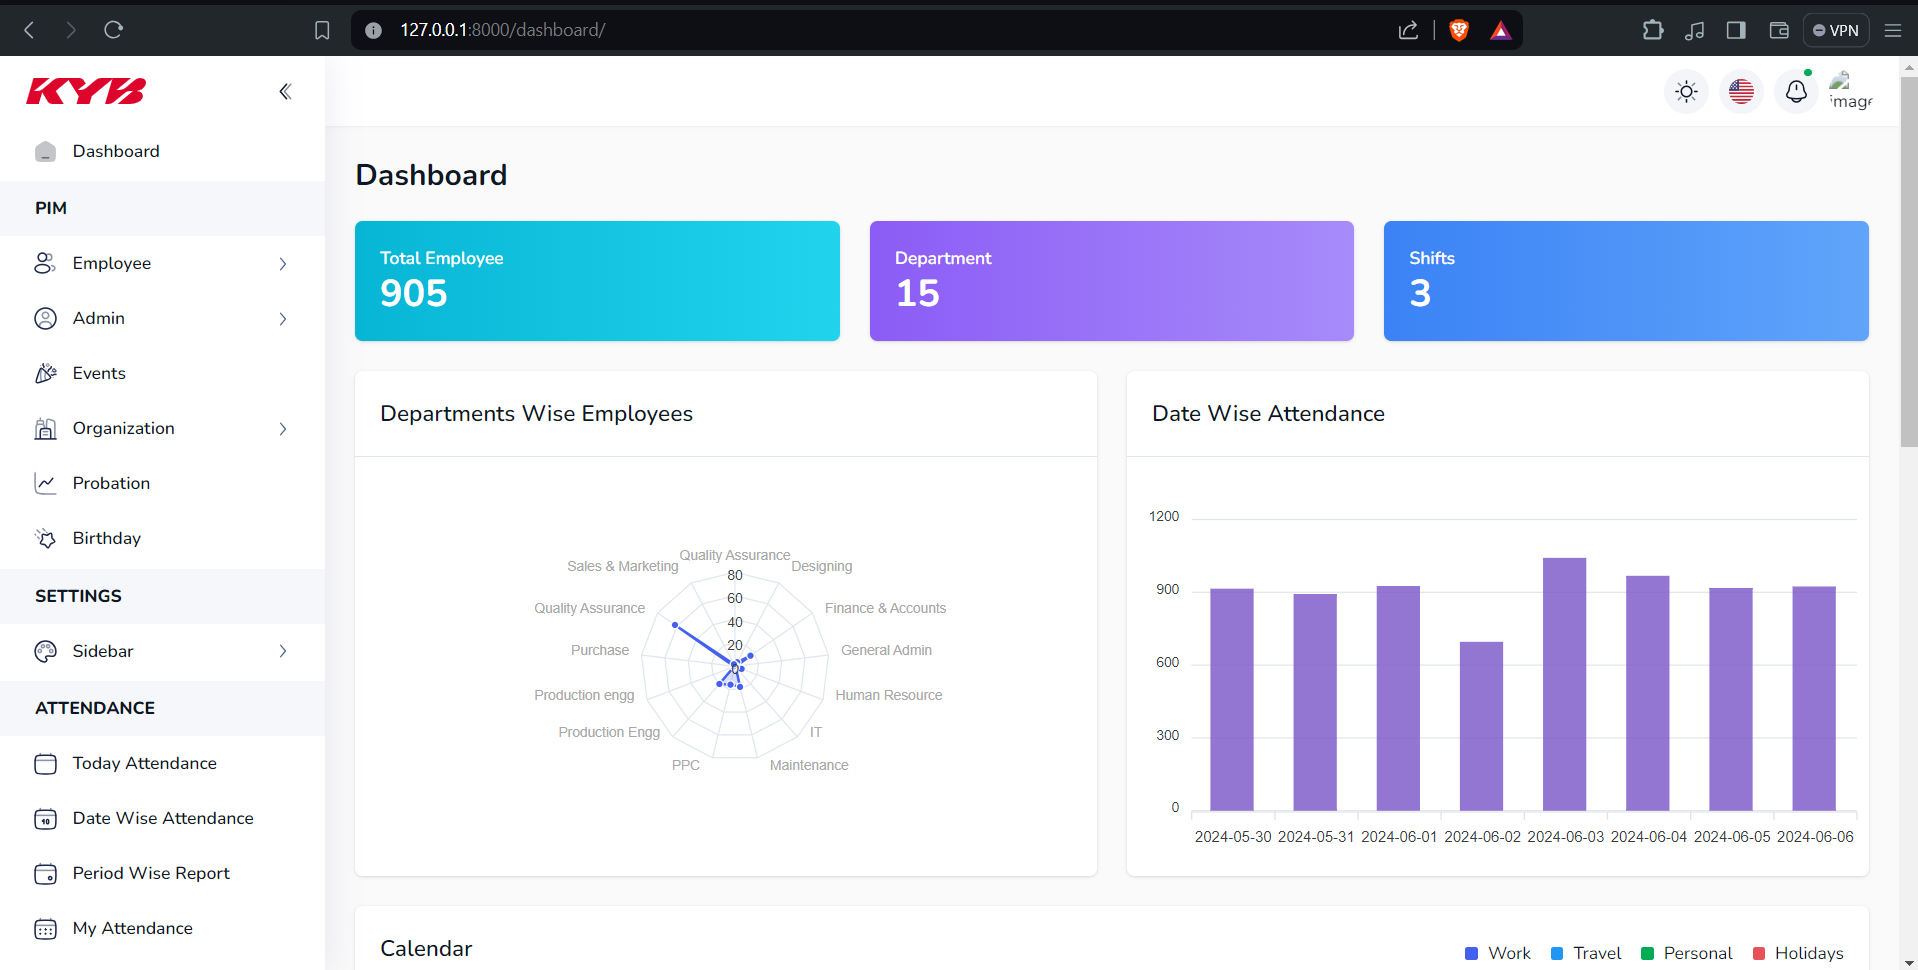 127.0.0.1:8000/dashboard/
VPN
KYB
image
Dashboard
PIM
Employee
Admin
Events
Organization
Probation
Birthday
SETTINGS
Sidebar
ATTENDANCE
Today Attendance
10
Date Wise Attendance
Period Wise Report
My Attendance
Dashboard
Total Employee
905
Department
15
Shifts
3
Departments Wise Employees
Quality Assurance
Sales & Marketing
Designing
80
60
Quality Assurance
Finance & Accounts
40
20
Purchase
General Admin
0
Production engg
Human Resource
Production Engg
IT
PPC
Maintenance
Date Wise Attendance
1200
900
600
300
0
2024-05-30 2024-05-31 2024-06-01 2024-06-02 2024-06-03 2024-06-04 2024-06-05 2024-06-06
Calendar
Work Travel Personal Holidays